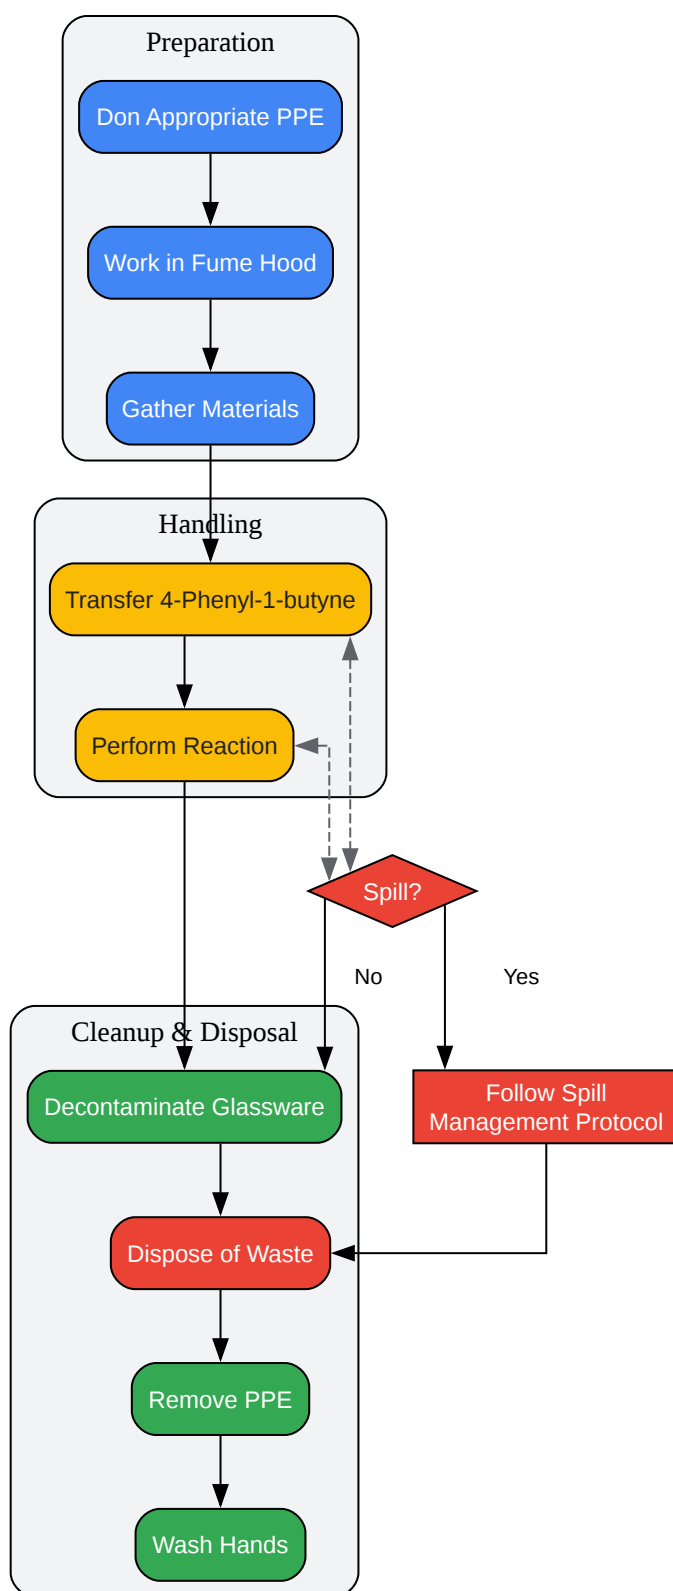 Preparation
Don Appropriate PPE
Work in Fume Hood
Gather Materials
Handling
Transfer 4-Phenyl-1-butyne
Perform Reaction
Spill?
No
Yes
Cleanup & Disposal
Decontaminate Glassware
Follow Spill
Management Protocol
Dispose of Waste
Remove PPE
Wash Hands